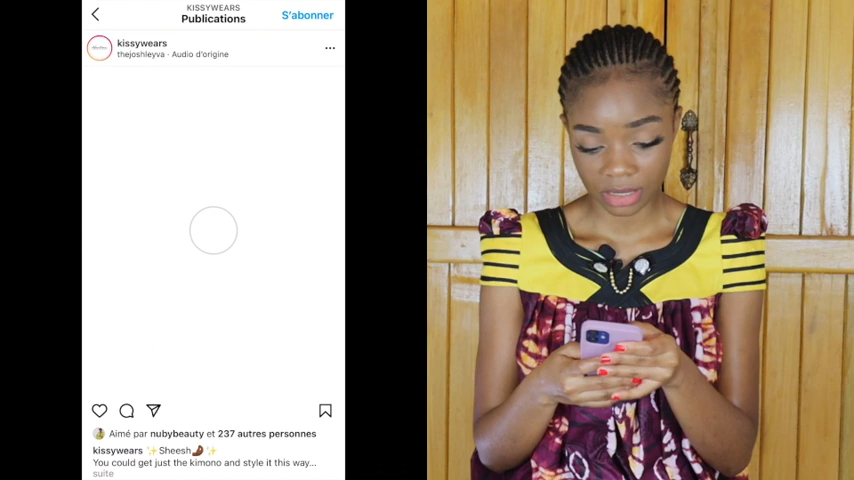 KISSYWEARS
Publications
S'abonner
kissywears
thejoshleyva · Audio d'origine
Aimé par nubybeauty et 237 autres personnes
kissywears ✨Sheesh🤌🏾✨
You could get just the kimono and style it this way...
suite